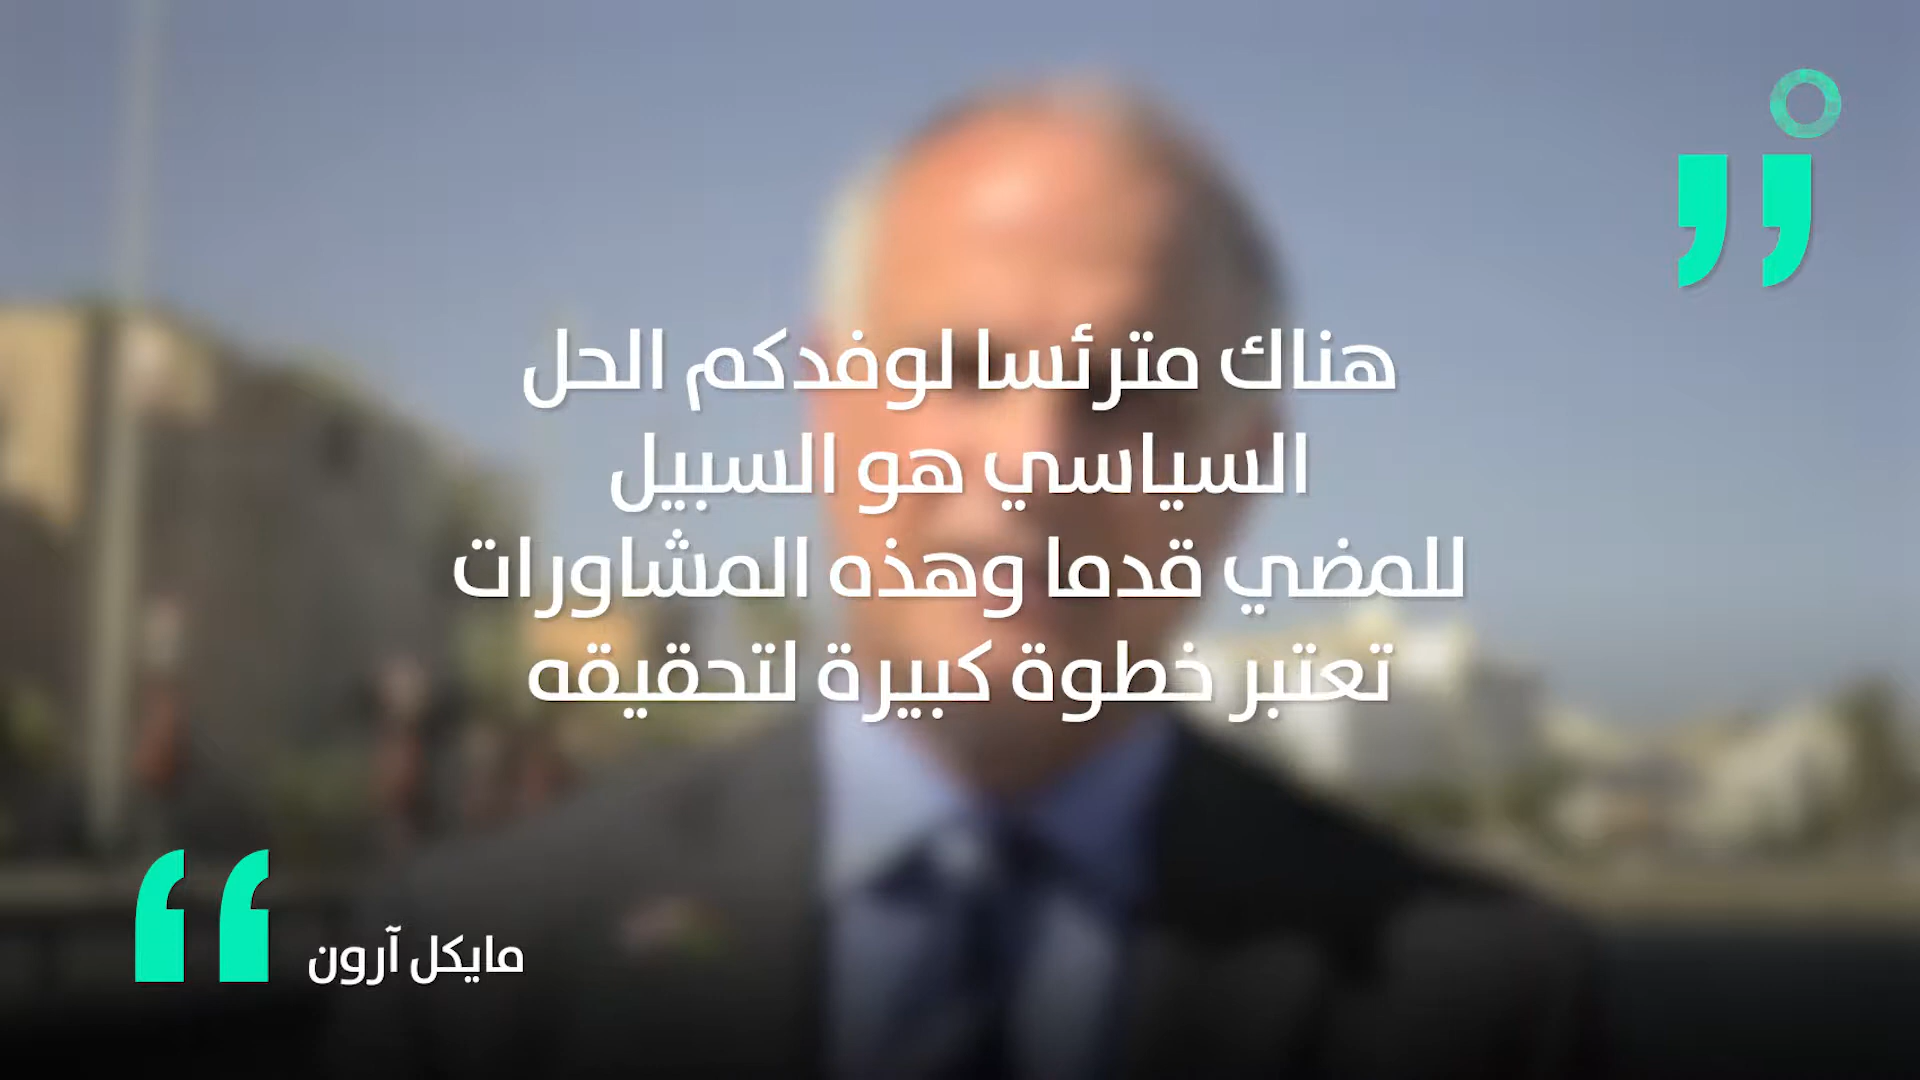 هناك مترئسا لوفدكم الحل
السياسي هو السبيل
للمضي قدما وهذه المشاورات
تعتبر خطوة كبيرة لتحقيقه
مايكل آرون